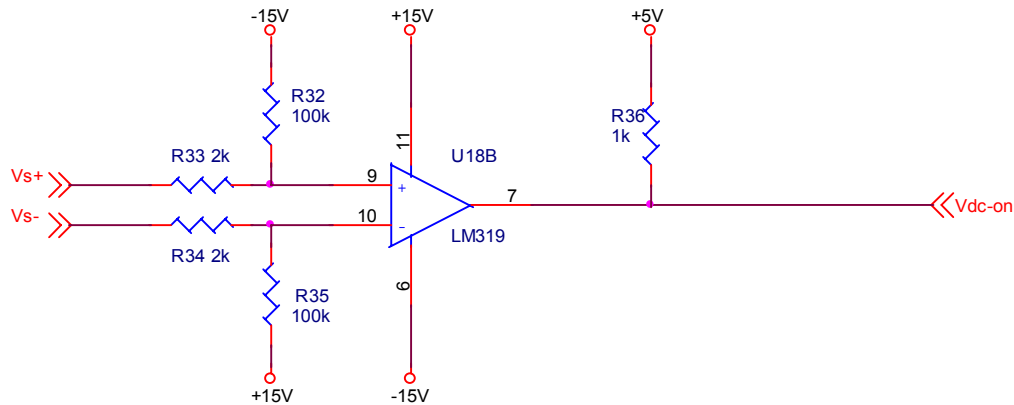 -15V
+15V
+5V
R32
100k
R36
1k
11
U18B
R33 2k
Vs+
9
+
Vs-
10
-
7
Vdc-on
LM319
R34 2k
6
R35
100k
+15V
-15V